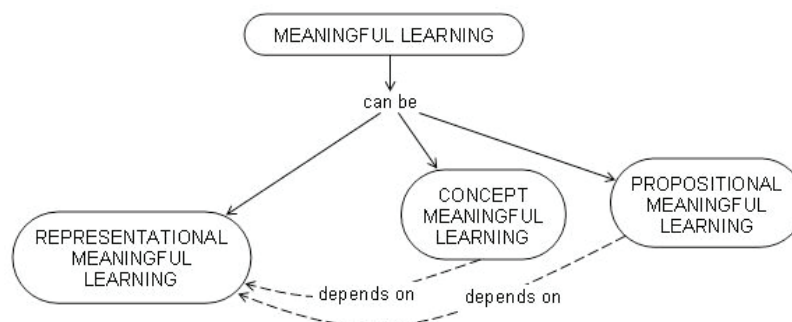 MEANINGFUL LEARNING
can be
REPRESENTATIONAL
MEANINGFUL
LEARNING
CONCEPT
MEANINGFUL
LEARNING
PROPOSITIONAL
MEANINGFUL
LEARNING
depends on
depends on